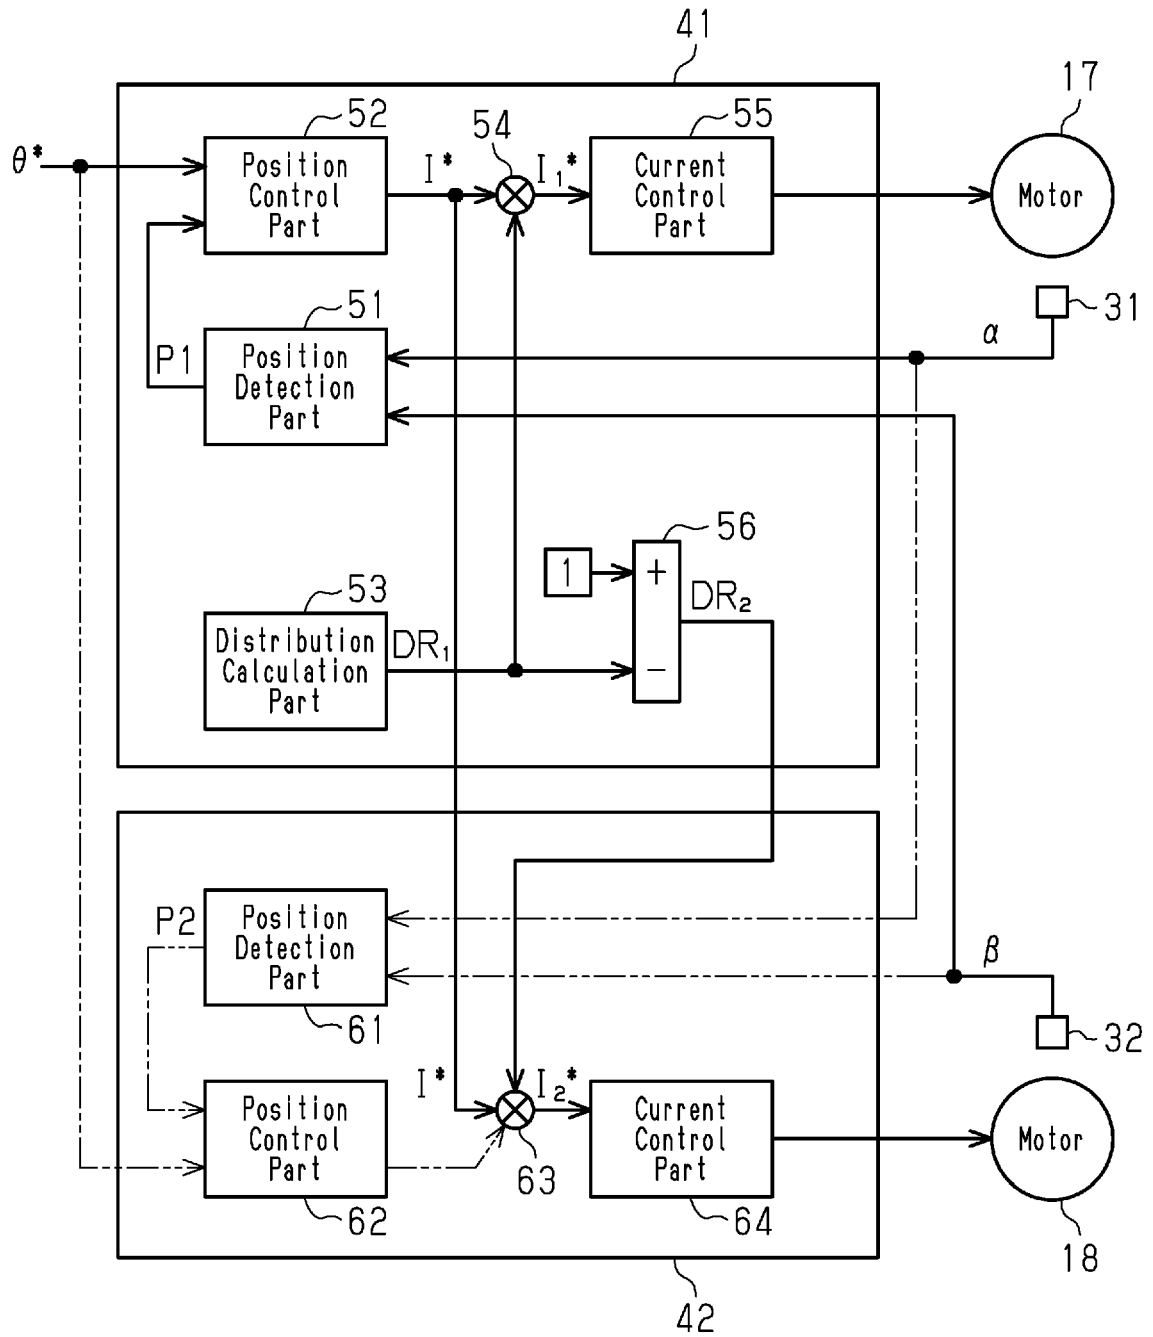 41
17
52
54
55
θ*
Position
Control
Part
I*
I₁*
Current
Control
Part
Motor
51
31
α
P1
Position
Detection
Part
56
1
+
−
DR₂
53
Distribution
Calculation
Part
DR₁
P2
Position
Detection
Part
61
β
32
I*
I₂*
Position
Control
Part
62
63
Current
Control
Part
64
Motor
18
42